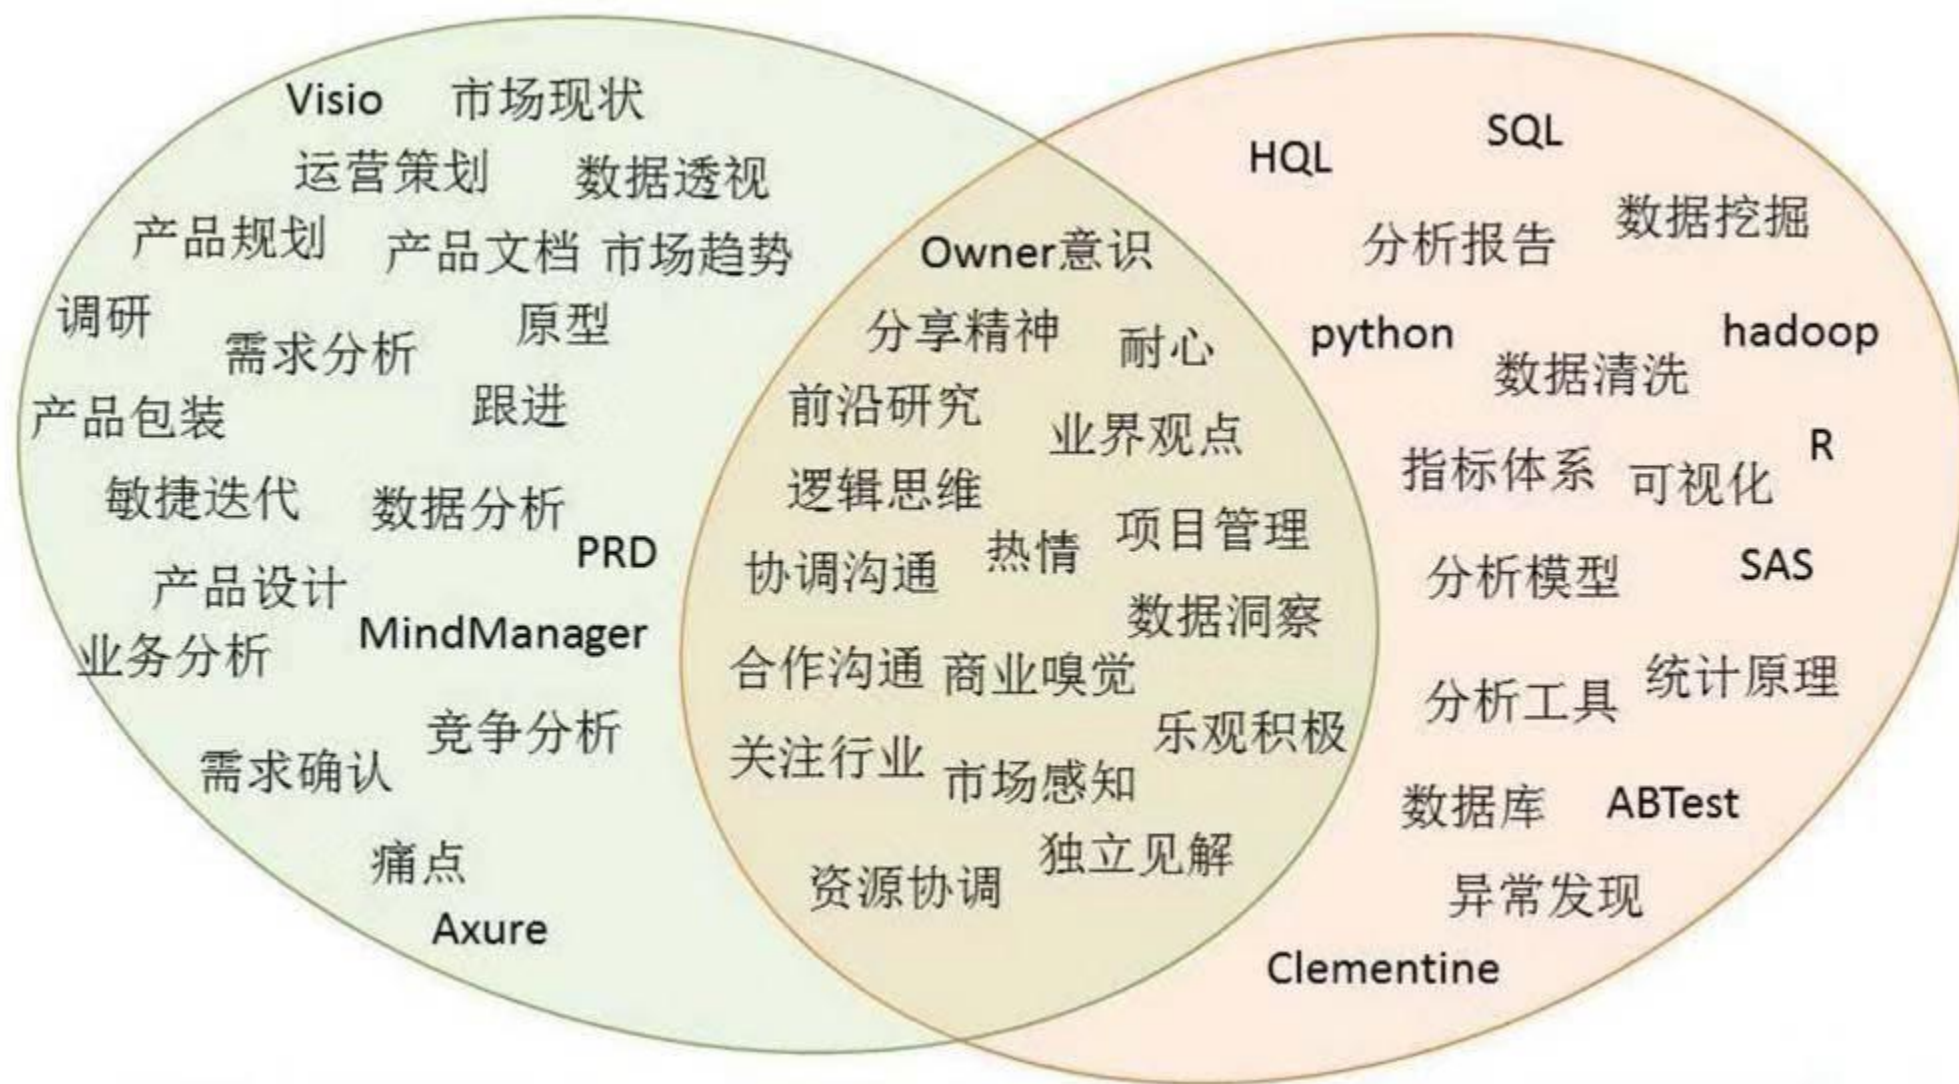 Visio
市场现状
运营策划
数据透视
产品规划
产品文档
市场趋势
调研
需求分析
原型
产品包装
跟进
敏捷迭代
数据分析
PRD
产品设计
MindManager
业务分析
竞争分析
需求确认
痛点
Axure
Owner意识
分享精神
耐心
前沿研究
业界观点
逻辑思维
热情
项目管理
协调沟通
数据洞察
合作沟通
商业嗅觉
关注行业
市场感知
乐观积极
资源协调
独立见解
HQL
SQL
分析报告
数据挖掘
python
hadoop
数据清洗
指标体系
可视化
R
分析模型
SAS
分析工具
统计原理
数据库
ABTest
异常发现
Clementine